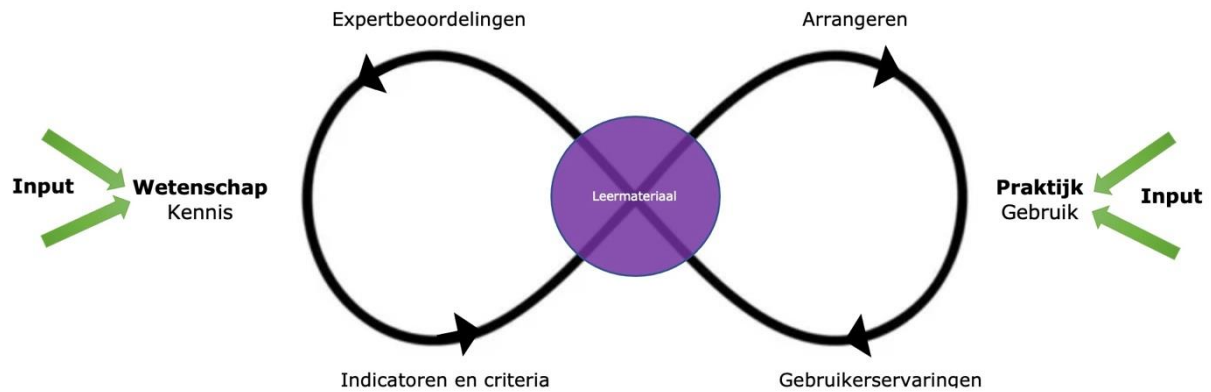 Expertbeoordelingen
Arrangeren
Input
Wetenschap
Kennis
Leermateriaal
Praktijk
Gebruik
Input
Indicatoren en criteria
Gebruikerservaringen